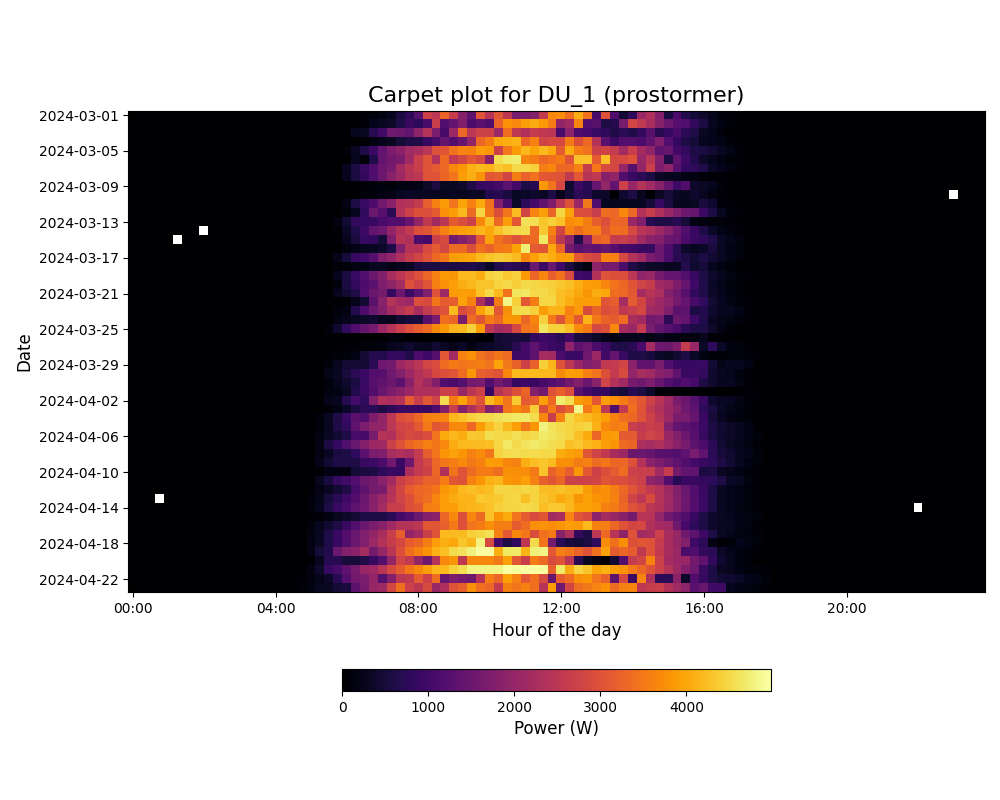 Carpet plot for DU_1 (prostormer)
2024-03-01
2024-03-05
2024-03-09
2024-03-13
2024-03-17
2024-03-21
2024-03-25
2024-03-29
2024-04-02
2024-04-06
2024-04-10
2024-04-14
2024-04-18
2024-04-22
Date
00:00 04:00 08:00 12:00 16:00 20:00
Hour of the day
0 1000 2000 3000 4000
Power (W)